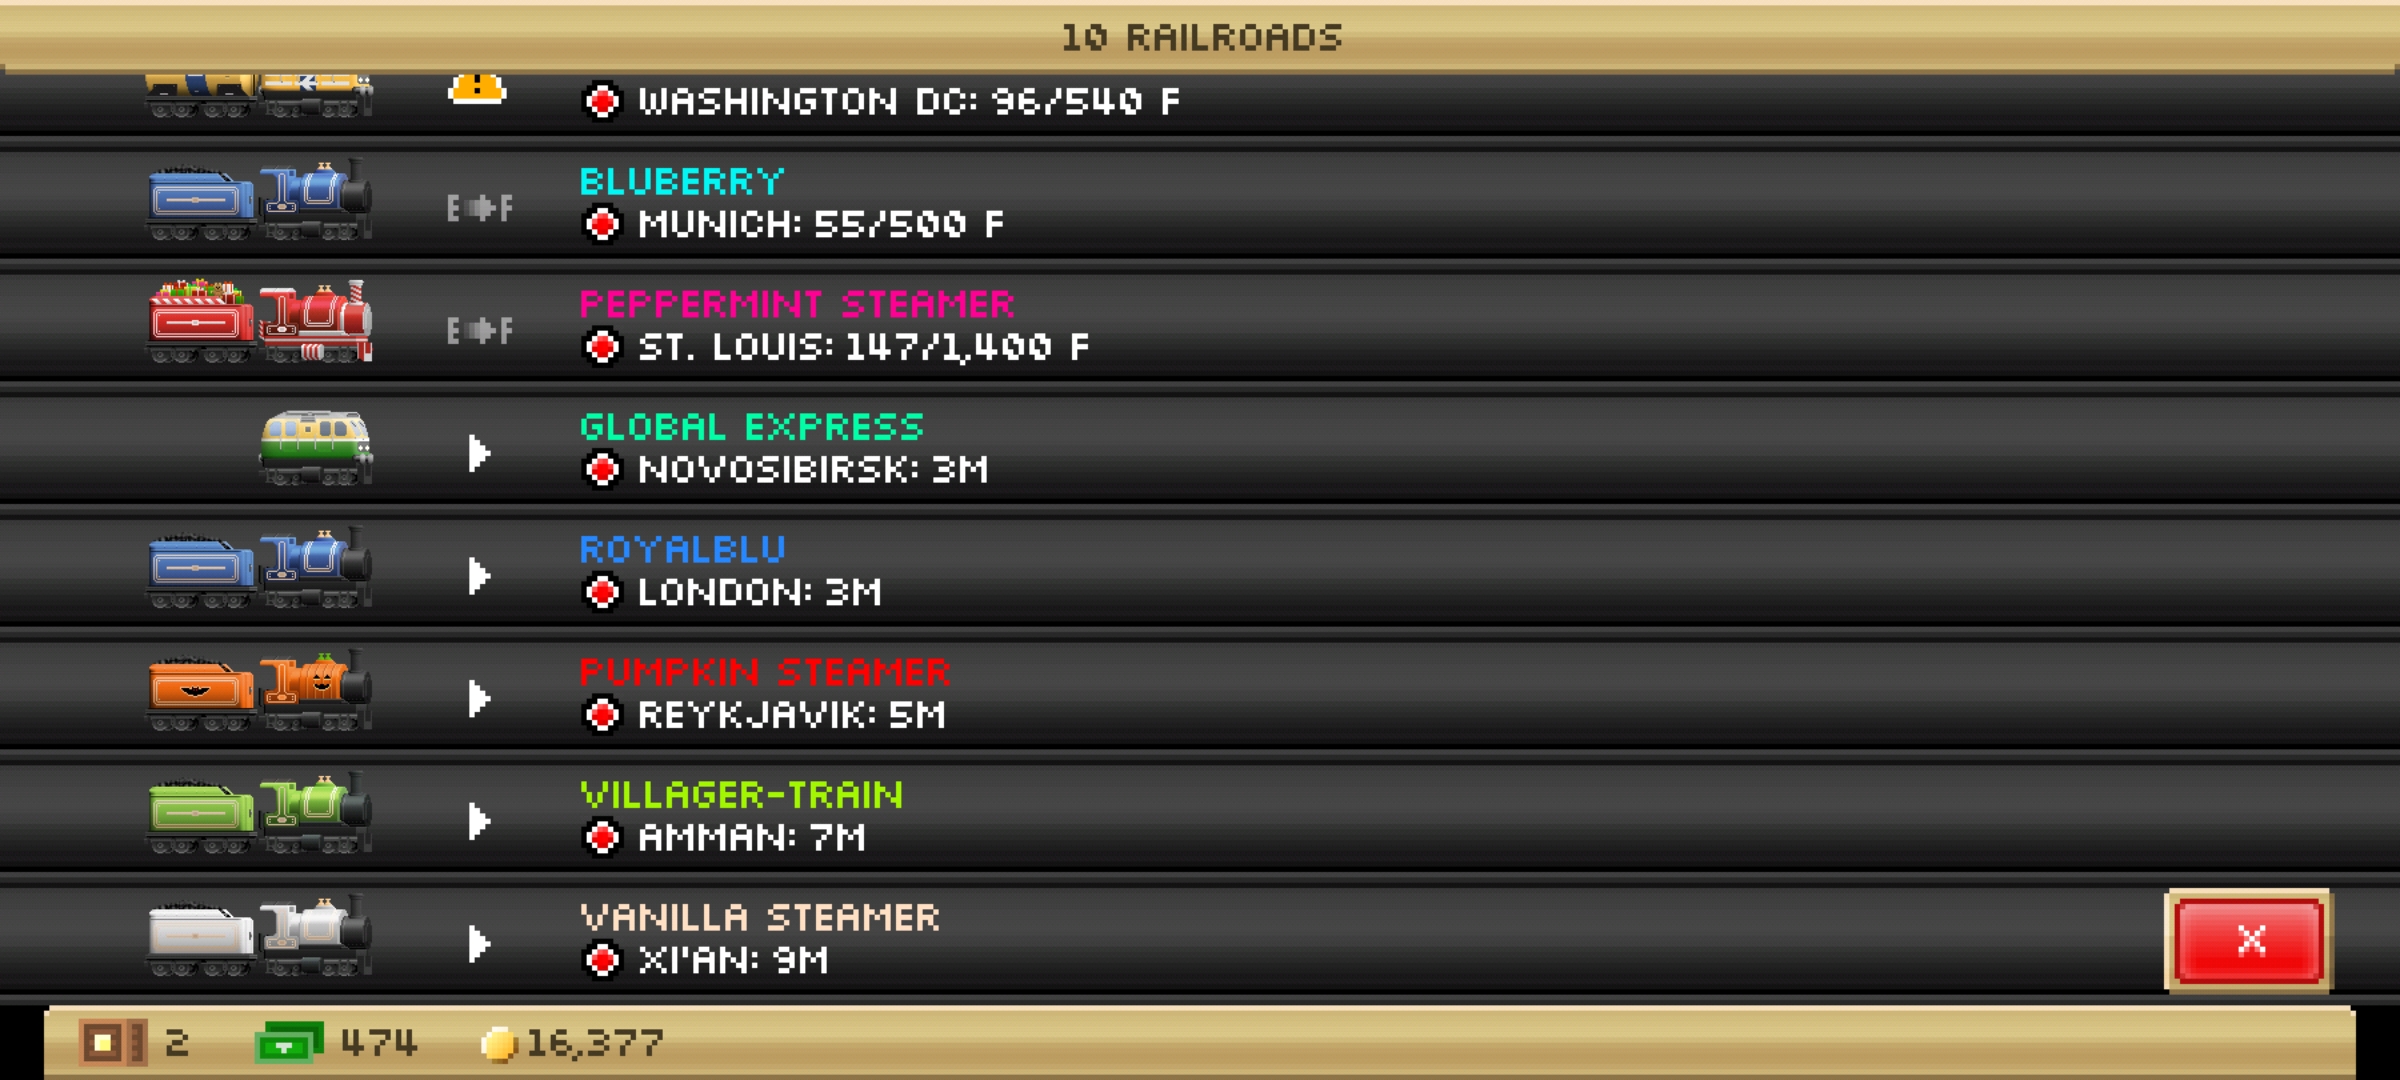 10 RAILROADS
WASHINGTON DC: 96/540 F
BLUBERRY
E F
MUNICH: 55/500 F
PEPPERMINT STEAMER
E F
ST. LOUIS: 147/1,400 F
GLOBAL EXPRESS
NOVOSIBIRSK: 3M
ROYALBLU
LONDON: 3M
PUMPKIN STEAMER
REYKJAVIK: 5M
VILLAGER-TRAIN
AMMAN: 7M
VANILLA STEAMER
XI'AN: 9M
X
2 474 16,377